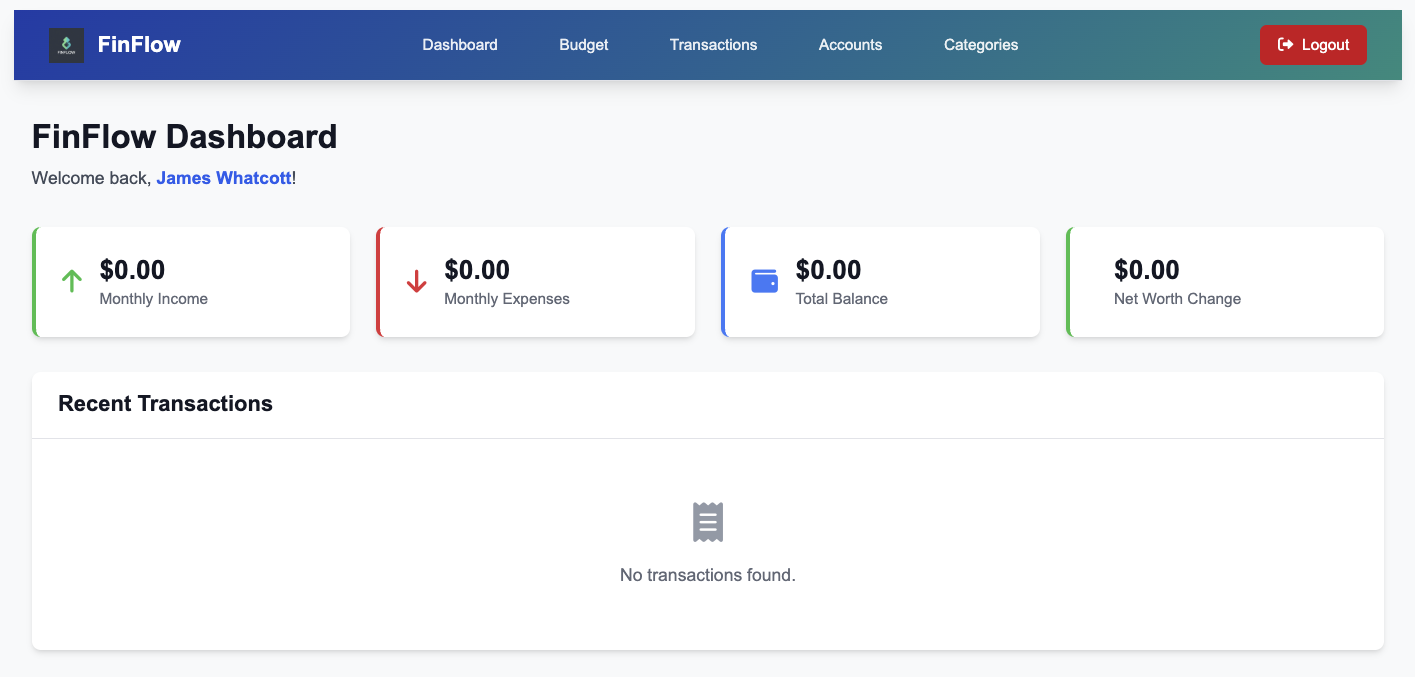 FINFLOW
FinFlow
Dashboard
Budget
Transactions
Accounts
Categories
Logout
FinFlow Dashboard
Welcome back, James Whatcott!
$0.00
Monthly Income
$0.00
Monthly Expenses
$0.00
Total Balance
$0.00
Net Worth Change
Recent Transactions
No transactions found.